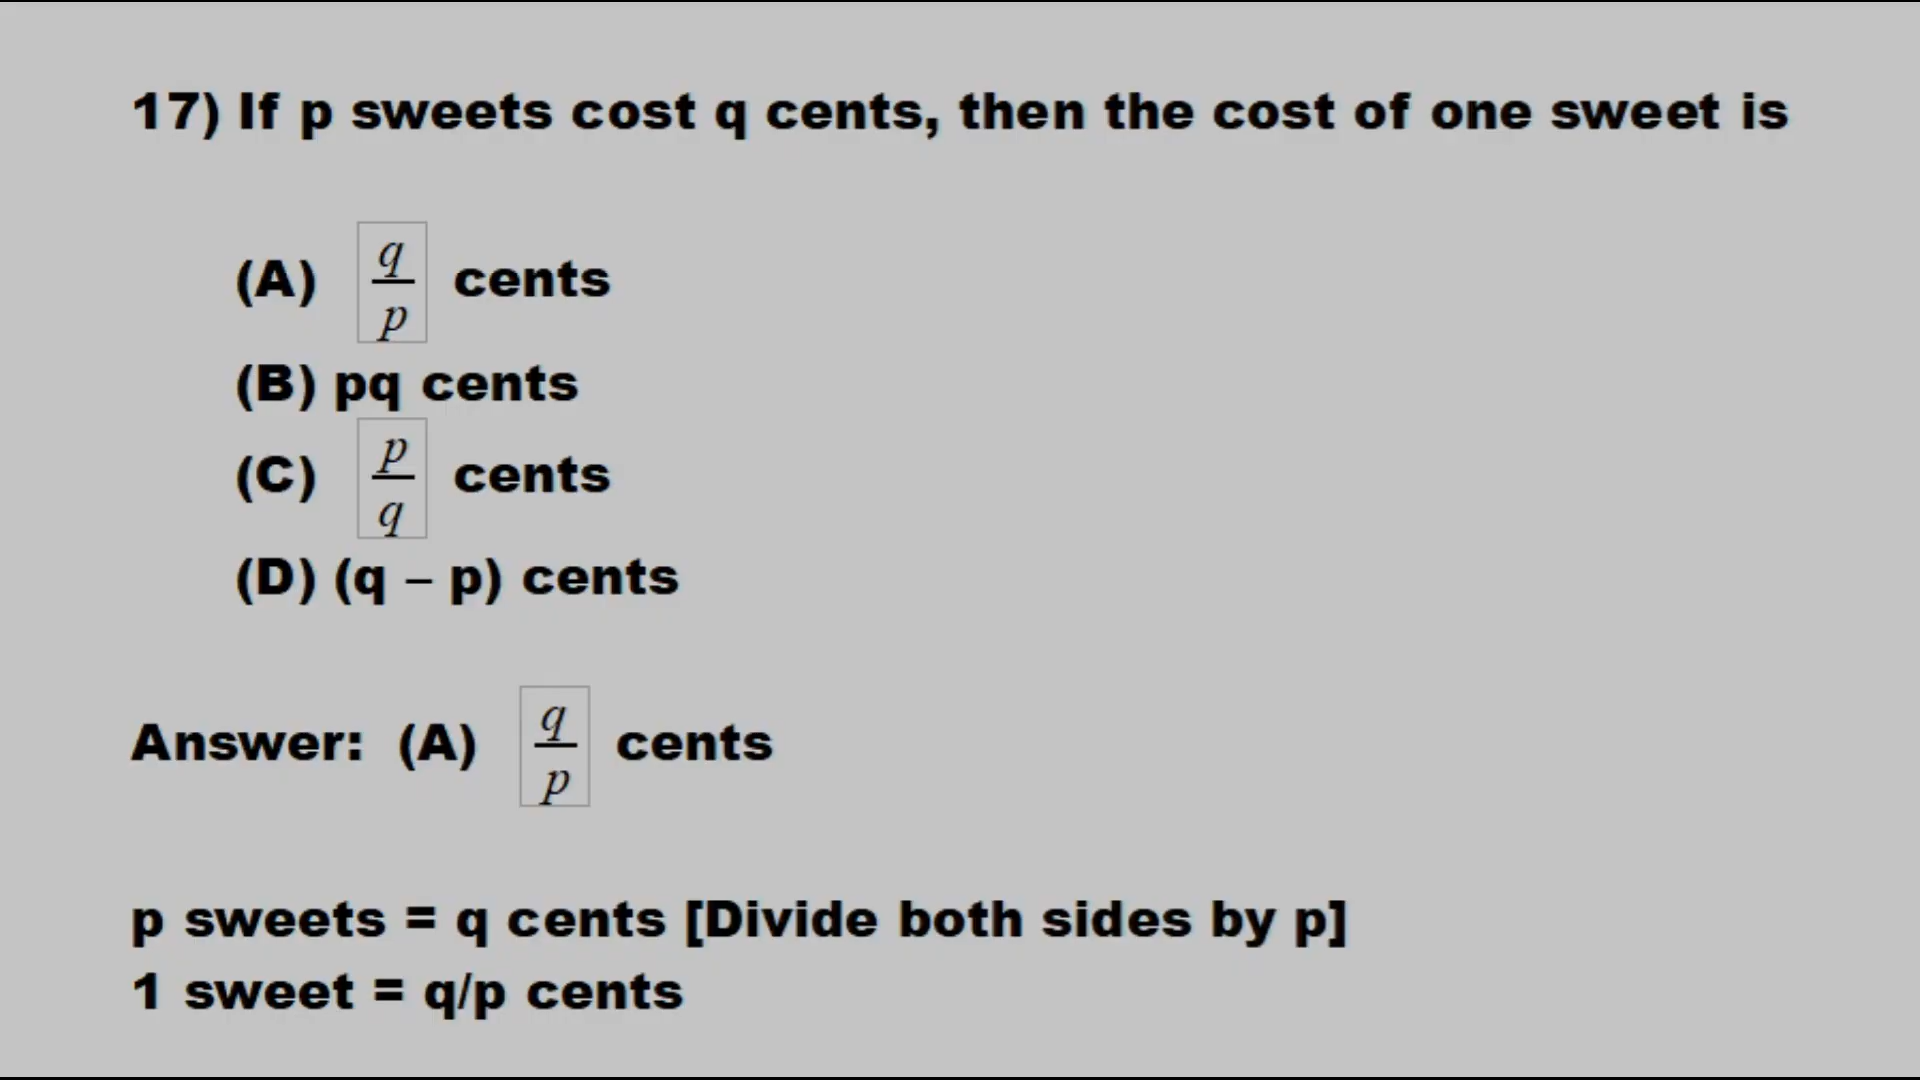 17) If p sweets cost q cents, then the cost of one sweet is
(A) q/p cents
(B) pq cents
(C) p/q cents
(D) (q – p) cents
Answer: (A) q/p cents
p sweets = q cents [Divide both sides by p]
1 sweet = q/p cents